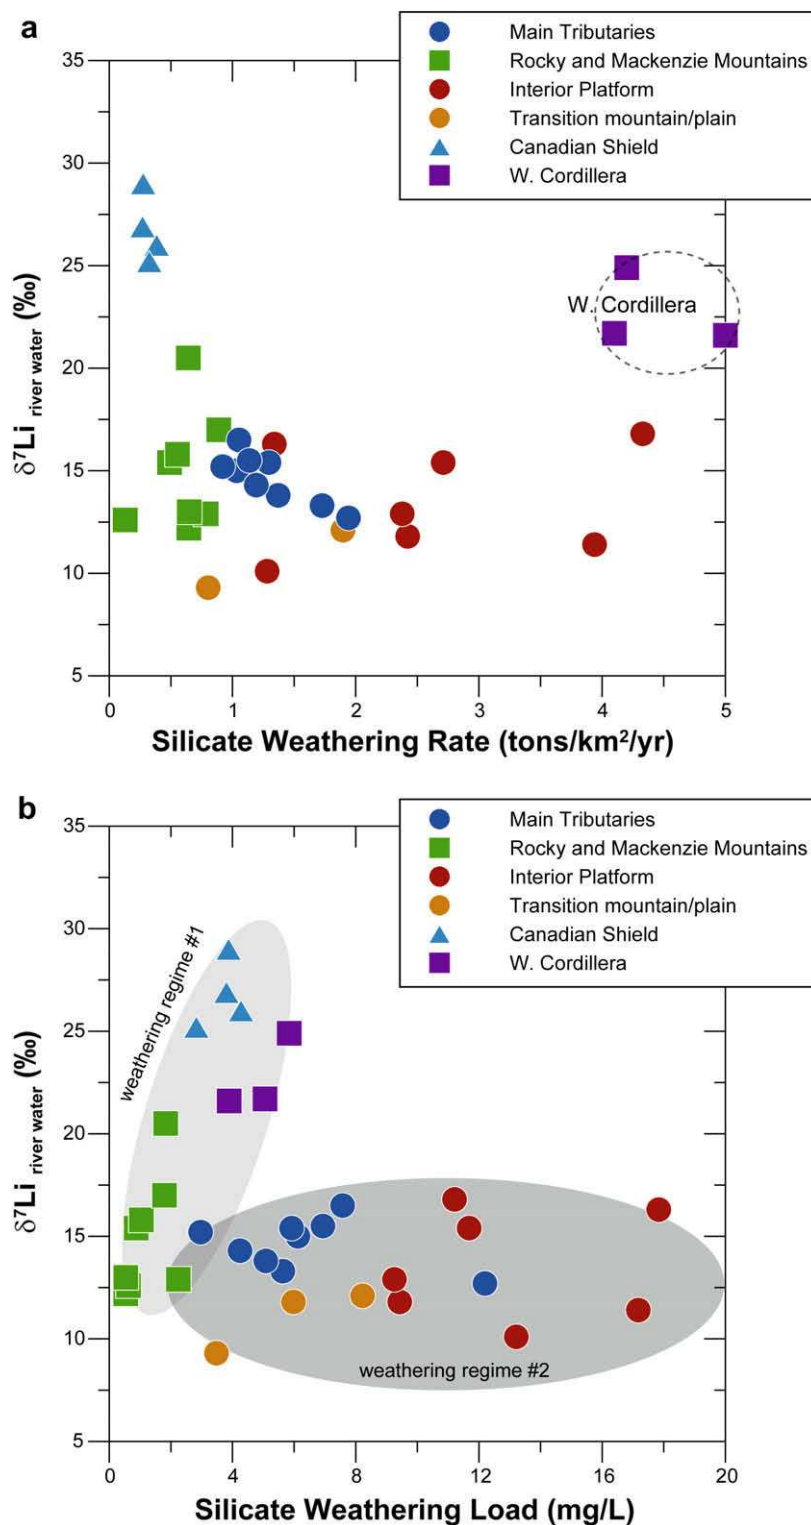 a
Main Tributaries
Rocky and Mackenzie Mountains
Interior Platform
Transition mountain/plain
Canadian Shield
W. Cordillera
35
30
25
20
15
10
5
δ⁷Li river water (‰)
W. Cordillera
0 1 2 3 4 5
Silicate Weathering Rate (tons/km²/yr)
b
Main Tributaries
Rocky and Mackenzie Mountains
Interior Platform
Transition mountain/plain
Canadian Shield
W. Cordillera
35
30
25
20
15
10
5
δ⁷Li river water (‰)
weathering regime #1
weathering regime #2
0 4 8 12 16 20
Silicate Weathering Load (mg/L)